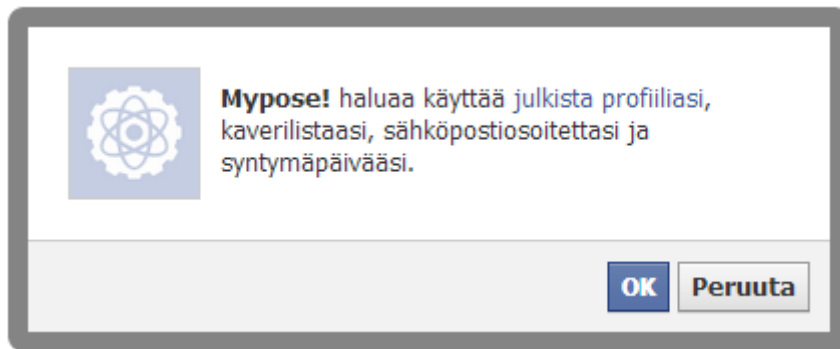 Mypose! haluaa käyttää julkista profiiliasi,
kaverilistaasi, sähköpostiosoitettasi ja
syntymäpäivääsi.
OK Peruuta